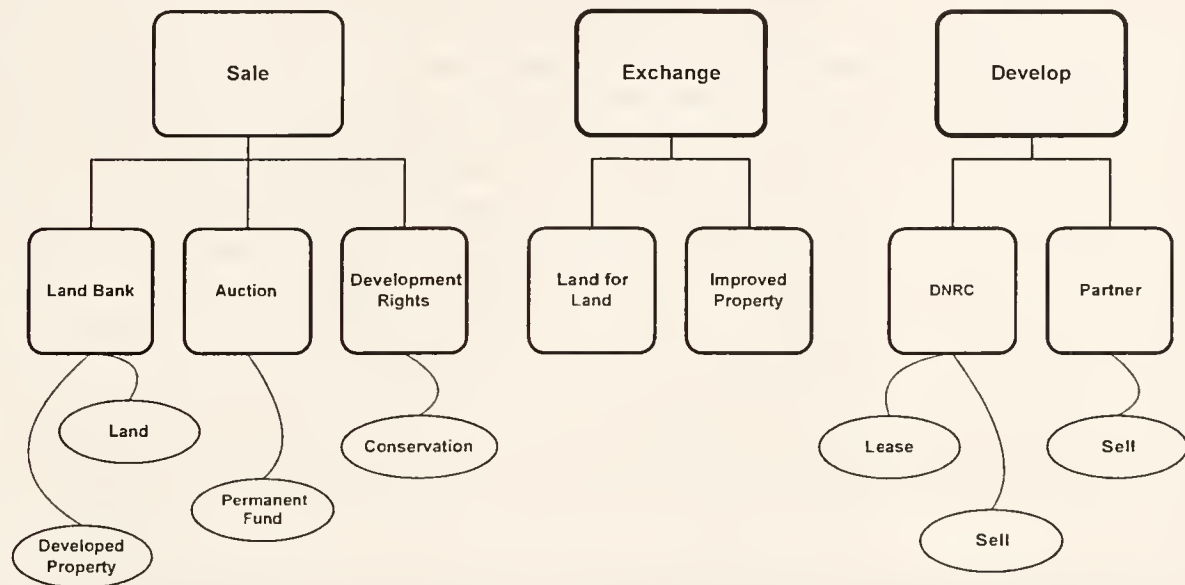 Sale
Exchange
Develop
Land Bank
Auction
Development
Rights
Land for
Land
Improved
Property
DNRC
Partner
Land
Conservation
Lease
Sell
Permanent
Fund
Sell
Developed
Property